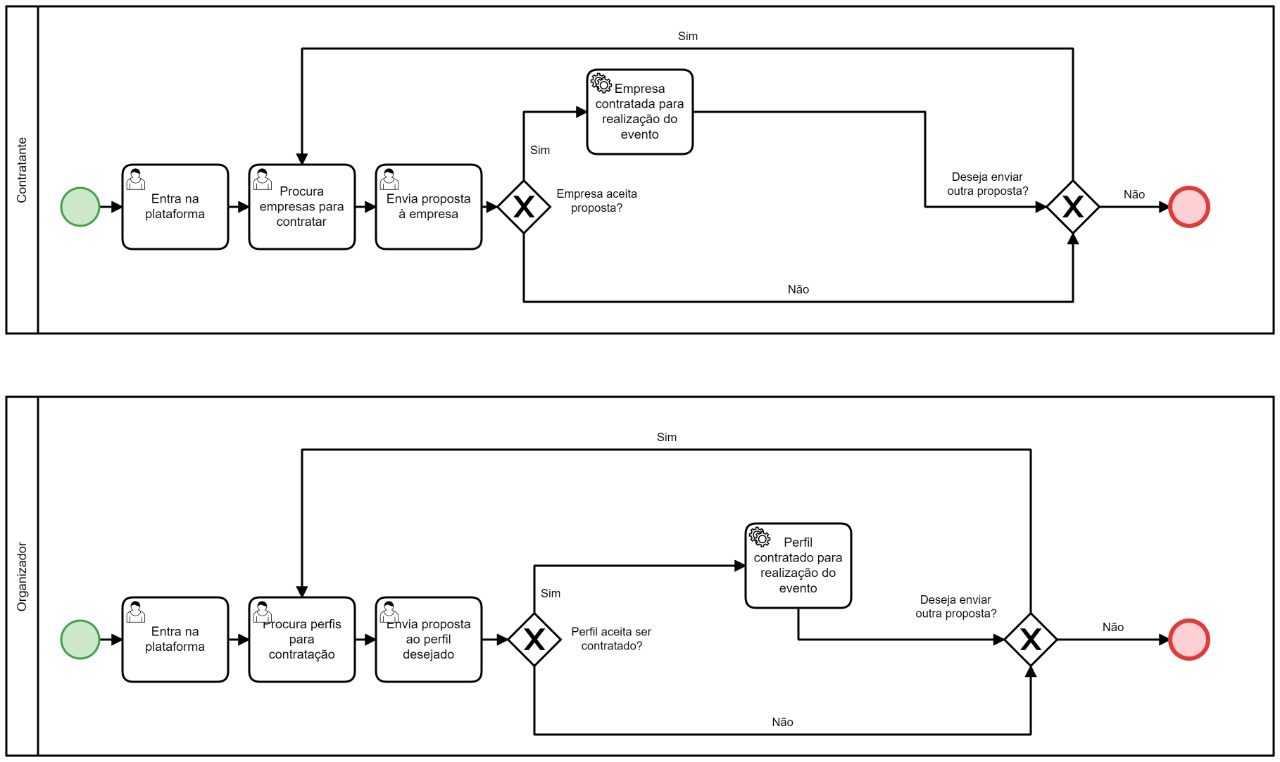 Contratante
Sim
Empresa
contratada para
realização do
evento
Sim
Entra na
plataforma
Procura
empresas para
contratar
Envia proposta
à empresa
Empresa aceita
proposta?
Deseja enviar
outra proposta?
Não
Não
Organizador
Sim
Perfil
contratado para
realização do
evento
Sim
Entra na
plataforma
Procura perfis
para
contratação
Envia proposta
ao perfil
desejado
Perfil aceita ser
contratado?
Deseja enviar
outra proposta?
Não
Não